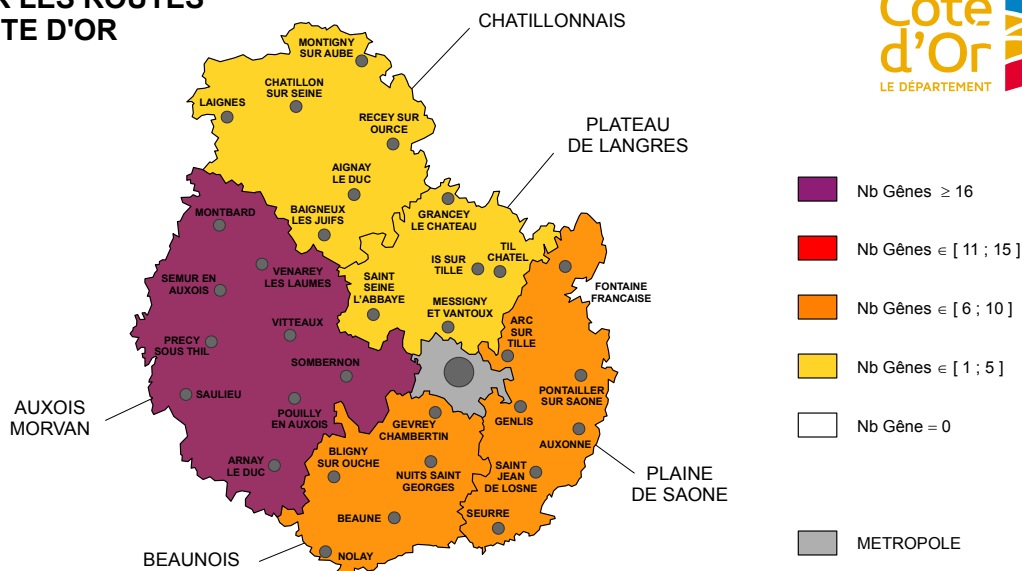 R LES ROUTES
TE D'OR
Côte
d'Or
LE DÉPARTEMENT
CHATILLONNAIS
MONTIGNY
SUR AUBE
CHATILLON
SUR SEINE
LAIGNES
RECEY SUR
OURCE
AIGNAY
LE DUC
BAIGNEUX
LES JUIFS
PLATEAU
DE LANGRES
GRANCEY
LE CHATEAU
TIL
CHATEL
IS SUR
TILLE
SAINT
SEINE
L'ABBAYE
MESSIGNY
ET VANTOUX
MONTBARD
VENAREY
LES LAUMES
SEMUR EN
AUXOIS
VITTEAUX
PRECY
SOUS THIL
SOMBERNON
SAULIEU
POUILLY
EN AUXOIS
ARNAY
LE DUC
AUXOIS
MORVAN
FONTAINE
FRANCAISE
ARC
SUR
TILLE
PONTAILLER
SUR SAONE
GENLIS
AUXONNE
SAINT
JEAN
DE LOSNE
SEURRE
PLAINE
DE SAONE
GEVREY
CHAMBERTIN
BLIGNY
SUR OUCHE
NUITS SAINT
GEORGES
BEAUNE
NOLAY
BEAUNOIS
Nb Gênes ≥ 16
Nb Gênes ∈ [ 11 ; 15 ]
Nb Gênes ∈ [ 6 ; 10 ]
Nb Gênes ∈ [ 1 ; 5 ]
Nb Gêne = 0
METROPOLE